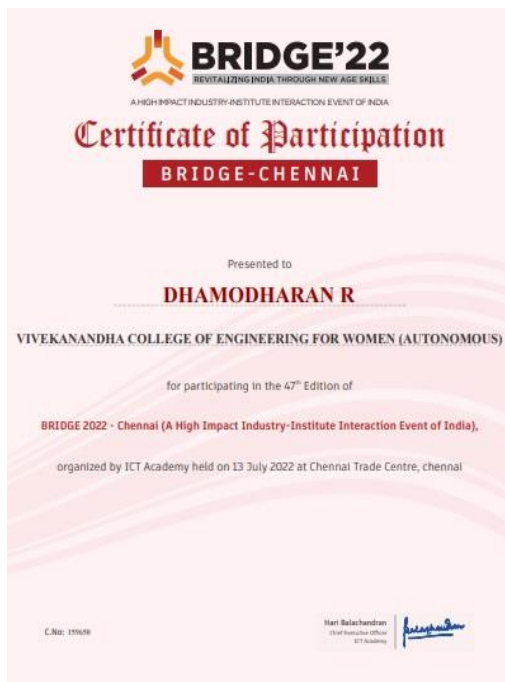 BRIDGE’22
REVITALIZING INDIA THROUGH NEW AGE SKILLS
A HIGH IMPACT INDUSTRY-INSTITUTE INTERACTION EVENT OF INDIA
Certificate of Participation
BRIDGE-CHENNAI
Presented to
DHAMODHARAN R
VIVEKANANDHA COLLEGE OF ENGINEERING FOR WOMEN (AUTONOMOUS)
for participating in the 47th Edition of
BRIDGE 2022 - Chennai (A High Impact Industry-Institute Interaction Event of India),
organized by ICT Academy held on 13 July 2022 at Chennai Trade Centre, chennai
C.No: 159650
Hari Balachandran
Chief Executive Officer
ICT Academy